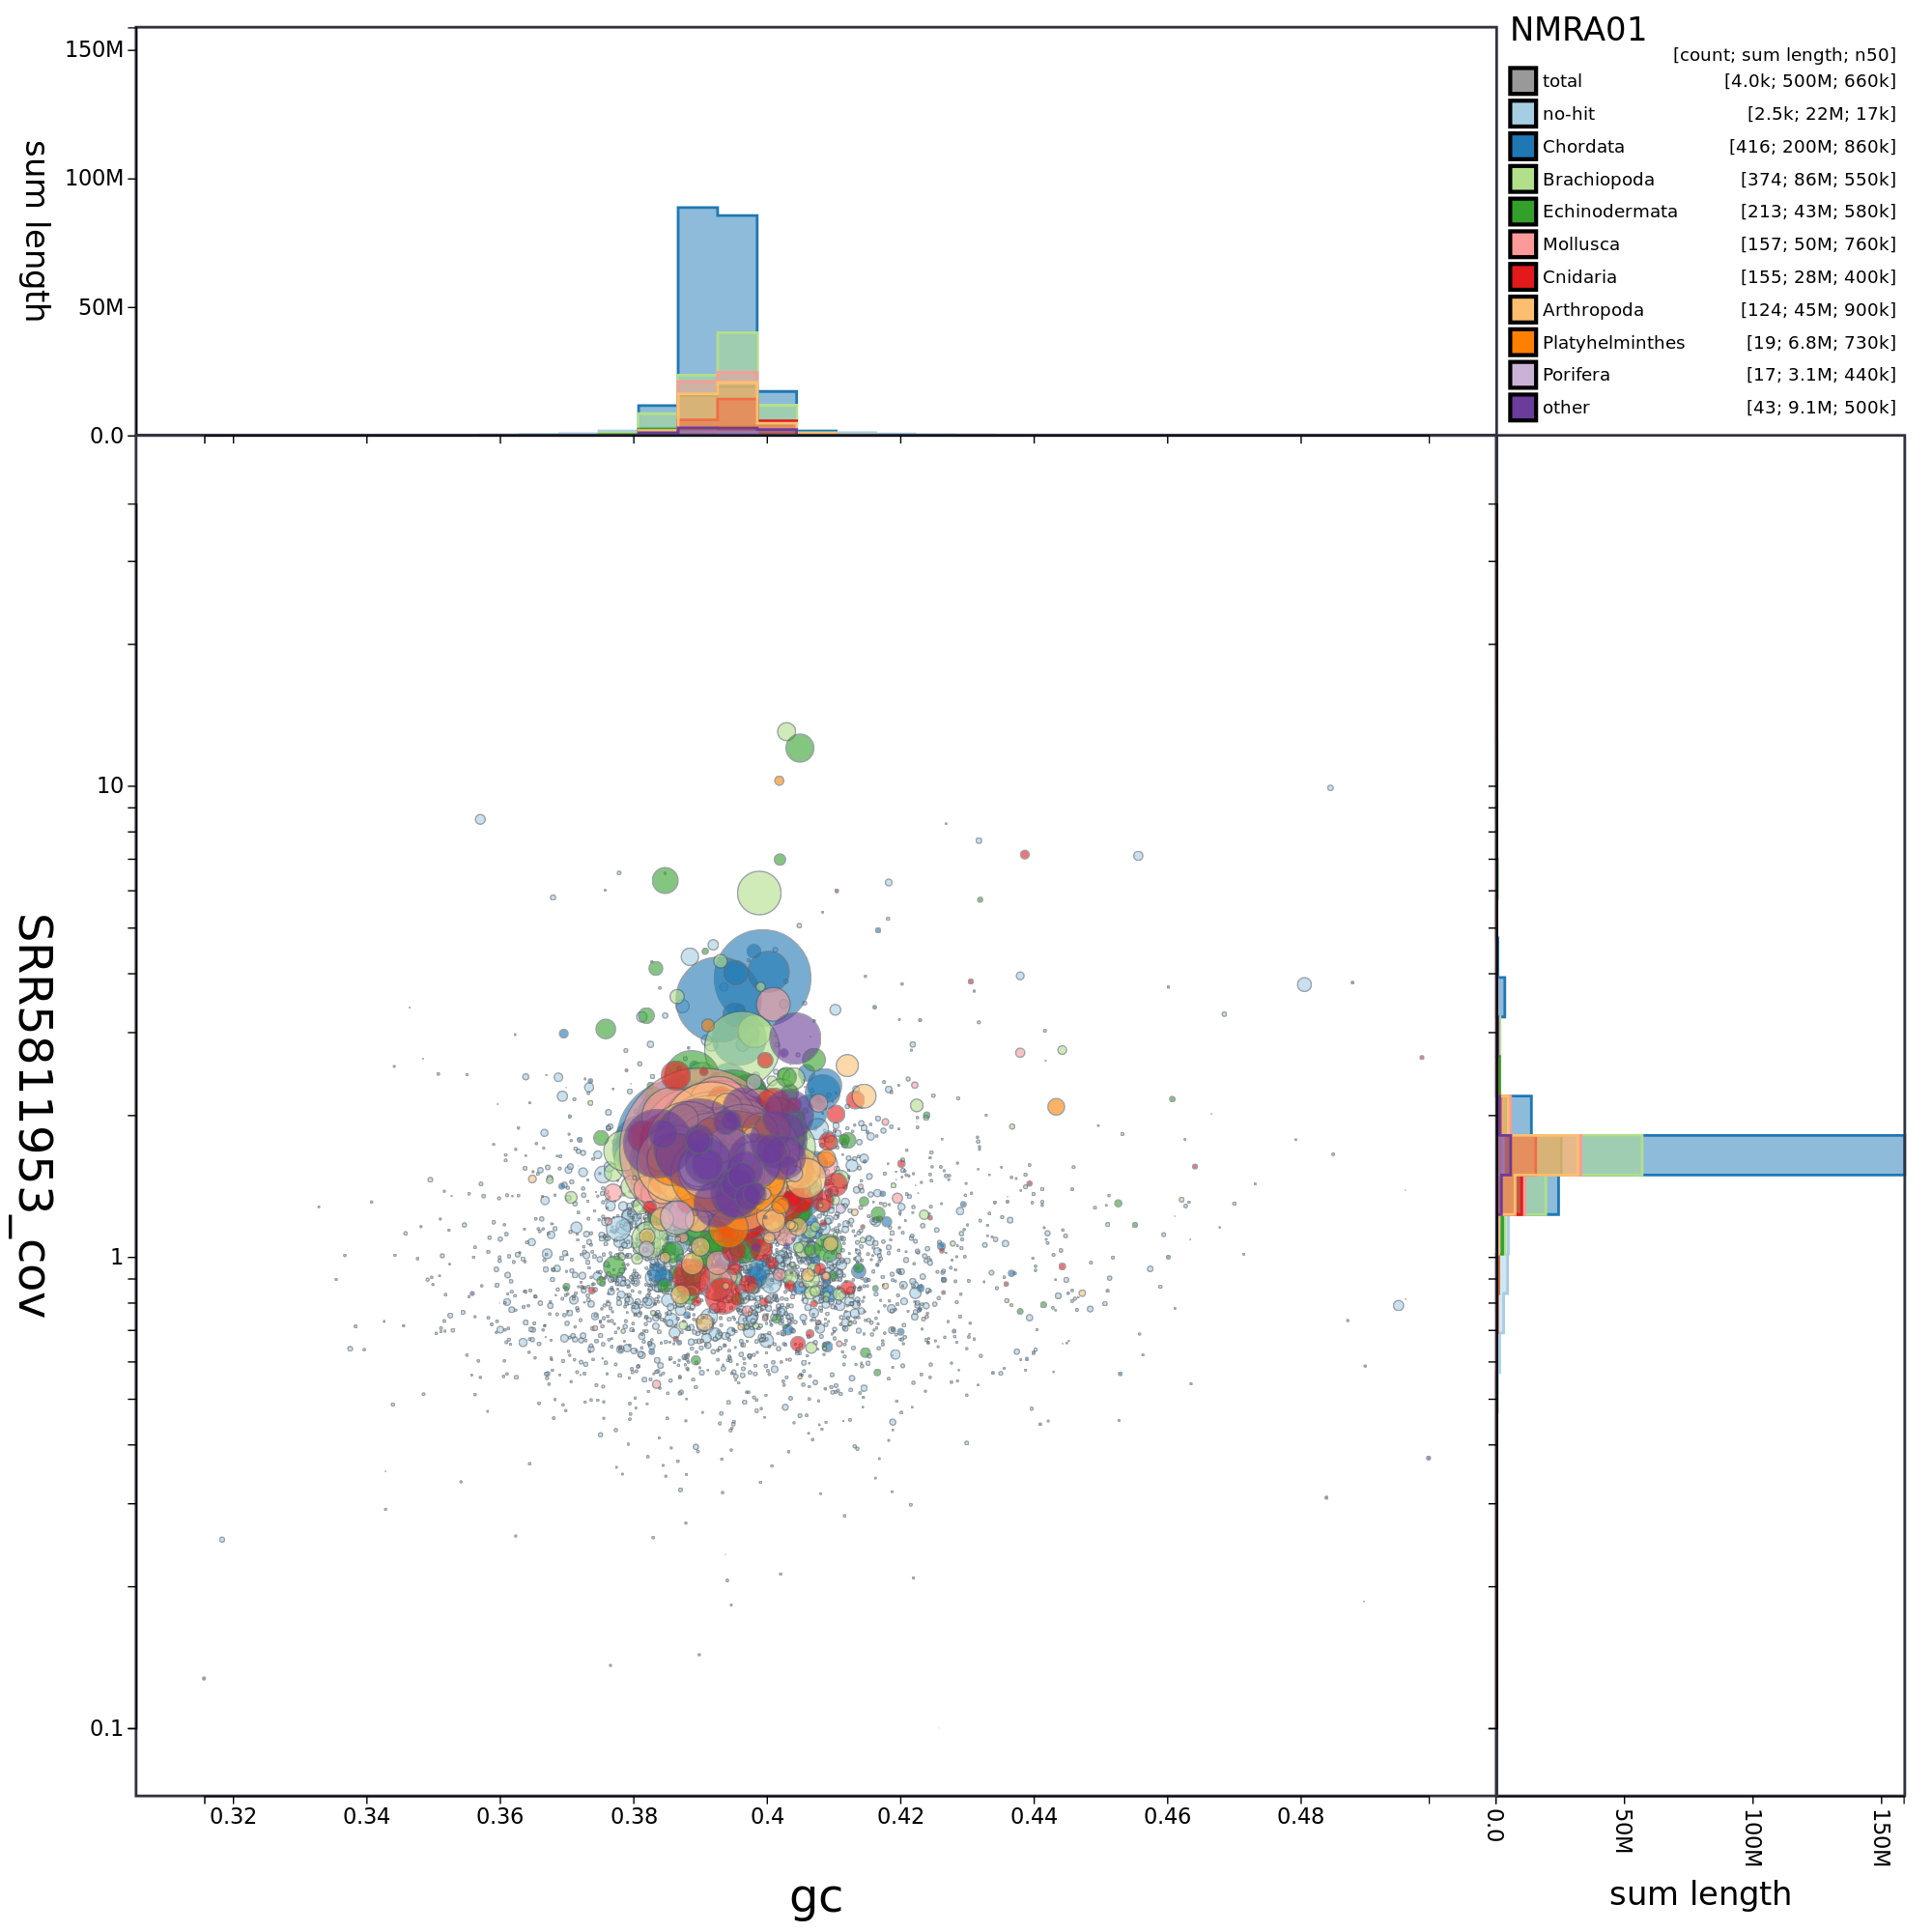 NMRA01
[count; sum length; n50]
total [4.0k; 500M; 660k]
no-hit [2.5k; 22M; 17k]
Chordata [416; 200M; 860k]
Brachiopoda [374; 86M; 550k]
Echinodermata [213; 43M; 580k]
Mollusca [157; 50M; 760k]
Cnidaria [155; 28M; 400k]
Arthropoda [124; 45M; 900k]
Platyhelminthes [19; 6.8M; 730k]
Porifera [17; 3.1M; 440k]
other [43; 9.1M; 500k]
sum length
150M
100M
50M
0.0
SRR5811953_cov
10
1
0.1
0.32 0.34 0.36 0.38 0.4 0.42 0.44 0.46 0.48
gc
0.0 50M 100M 150M
sum length